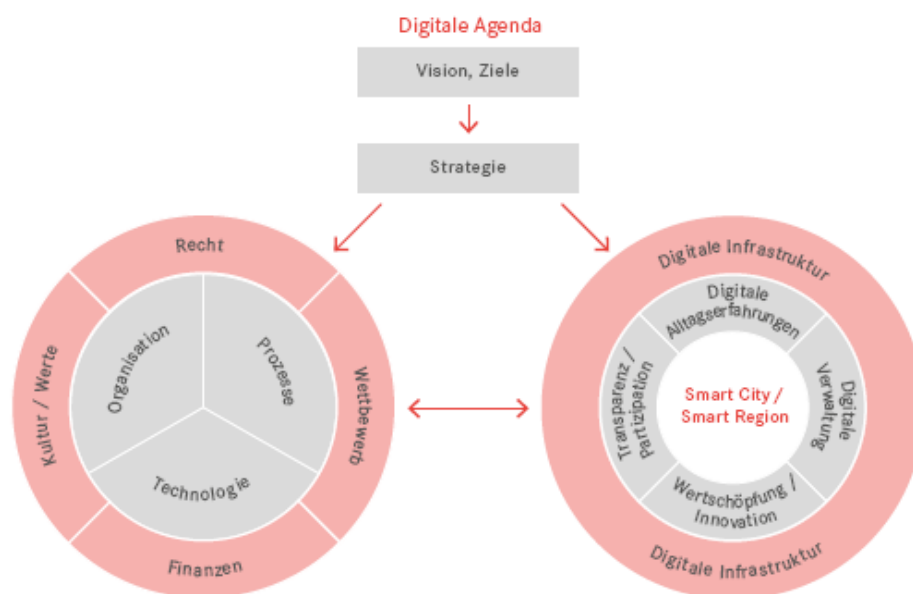 Digitale Agenda
Vision, Ziele
Strategie
Recht
Kultur / Werte
Organisation
Prozesse
Wettbewerb
Technologie
Finanzen
Digitale Infrastruktur
Digitale
Alltagserfahrungen
Transparenz /
Partizipation
Smart City /
Smart Region
Digitale
Verwaltung
Wertschöpfung /
Innovation
Digitale Infrastruktur